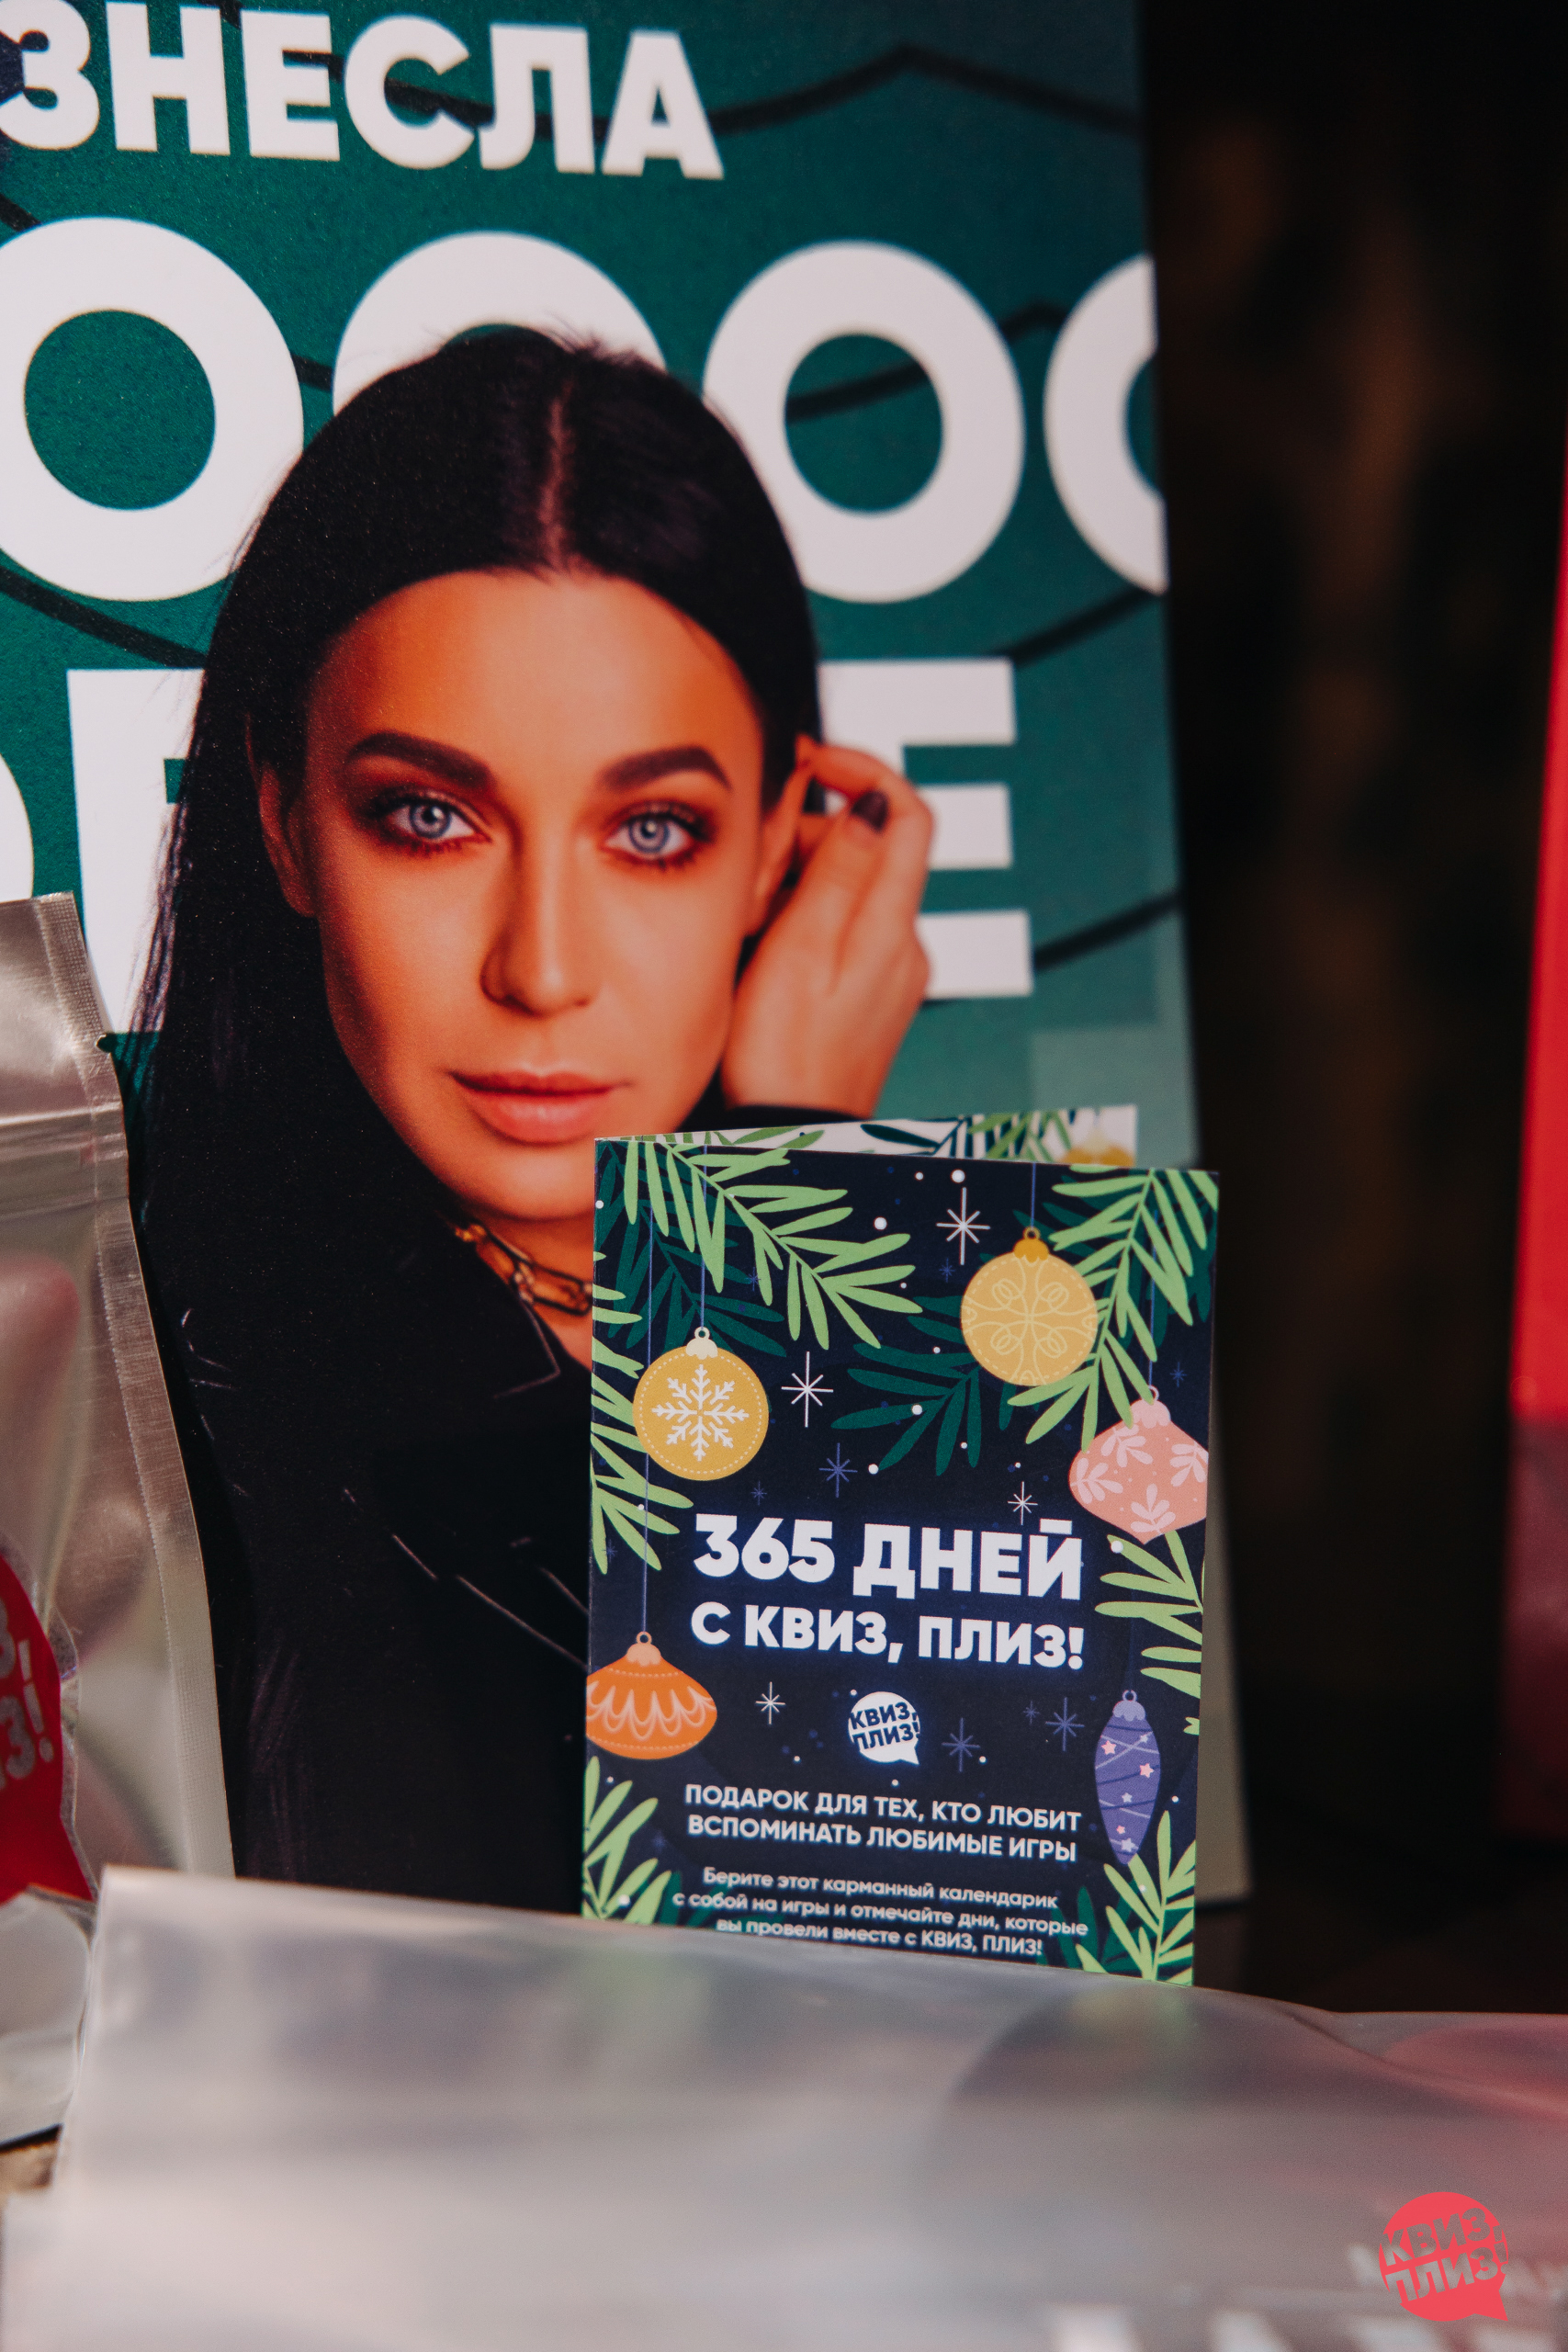 ЗНЕСЛА
ОООО
Е
365 ДНЕЙ
С КВИЗ, ПЛИЗ!
КВИЗ,
ПЛИЗ!
ПОДАРОК ДЛЯ ТЕХ, КТО ЛЮБИТ
ВСПОМИНАТЬ ЛЮБИМЫЕ ИГРЫ
Берите этот карманный календарик
с собой на игры и отмечайте дни, которые
вы провели вместе с КВИЗ, ПЛИЗ!
КВИЗ,
ПЛИЗ!